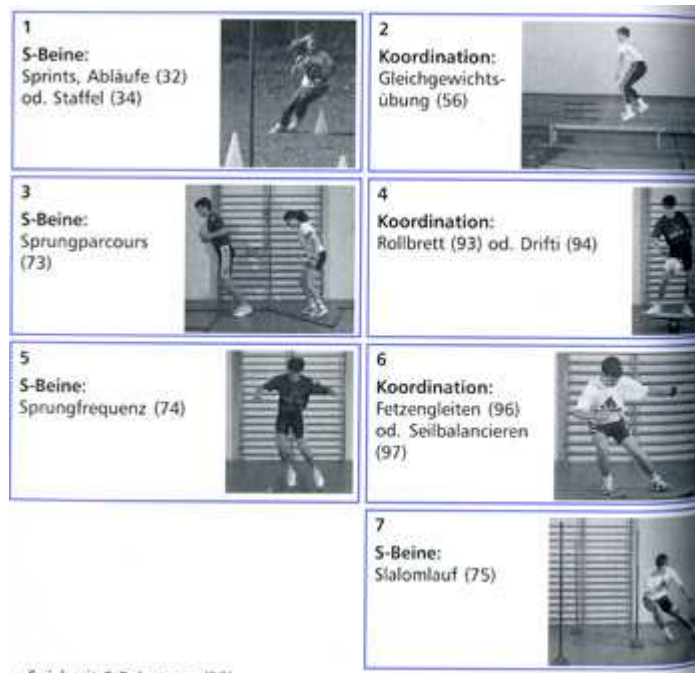 1
S-Beine:
Sprints, Abläufe (32)
od. Staffel (34)
2
Koordination:
Gleichgewichts-
übung (56)
3
S-Beine:
Sprungparcours
(73)
4
Koordination:
Rollbrett (93) od. Drifti (94)
5
S-Beine:
Sprungfrequenz (74)
6
Koordination:
Fetzengleiten (96)
od. Seilbalancieren
(97)
7
S-Beine:
Slalomlauf (75)